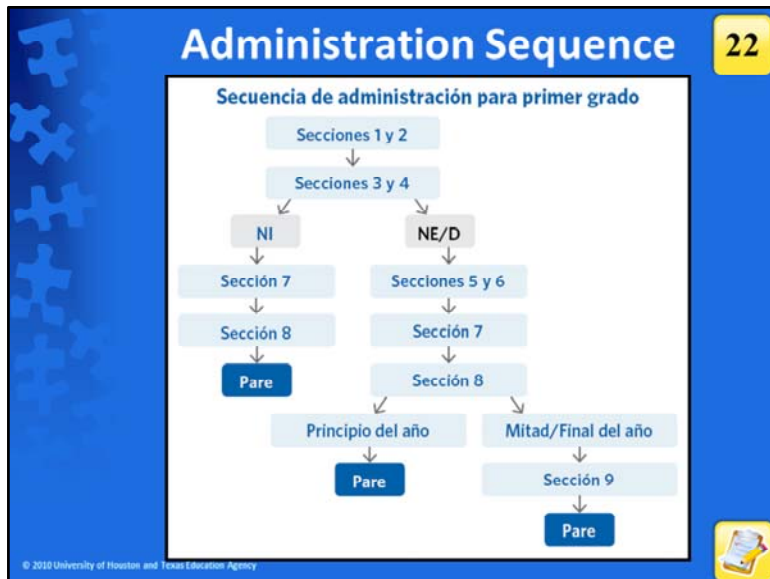 Administration Sequence
22
Secuencia de administración para primer grado
Secciones 1 y 2
Secciones 3 y 4
NI
NE/D
Sección 7
Secciones 5 y 6
Sección 8
Sección 7
Pare
Sección 8
Principio del año
Mitad/Final del año
Pare
Sección 9
Pare
© 2010 University of Houston and Texas Education Agency